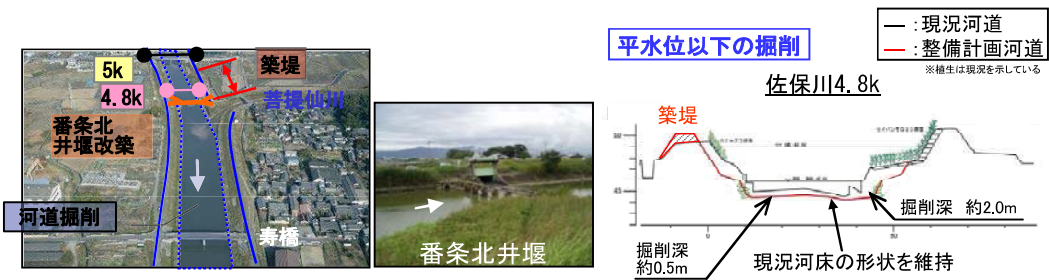 5k
4.8k
築堤
菩提仙川
番条北
井堰改築
河道掘削
寿橋
番条北井堰
平水位以下の掘削
:現況河道
:整備計画河道
※植生は現況を示している
佐保川4.8k
築堤
50
45
0
50
掘削深
約0.5m
現況河床の形状を維持
掘削深 約2.0m